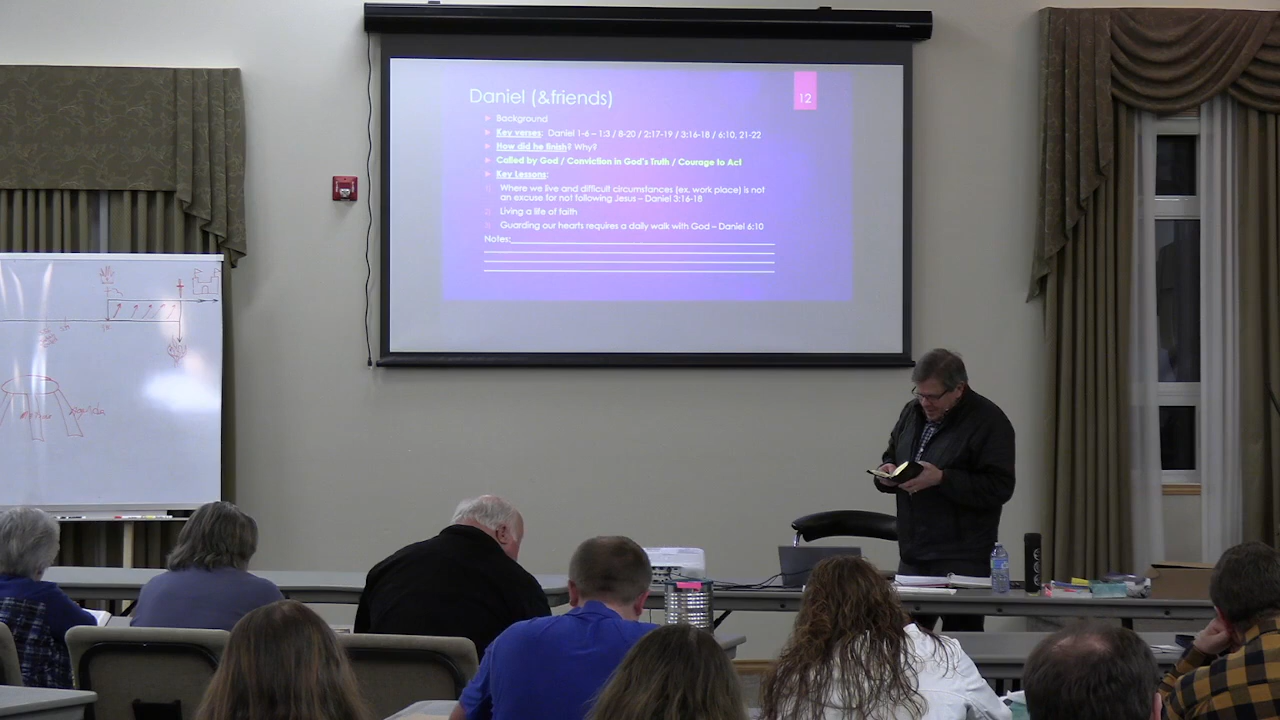 Daniel (&friends)
12
Background
Key verses: Daniel 1-6 – 1:3 / 8-20 / 2:17-19 / 3:16-18 / 6:10, 21-22
How did he finish? Why?
Called by God / Conviction in God's Truth / Courage to Act
Key Lessons:
Where we live and difficult circumstances (ex. work place) is not
an excuse for not following Jesus – Daniel 3:16-18
Living a life of faith
Guarding our hearts requires a daily walk with God – Daniel 6:10
Notes: